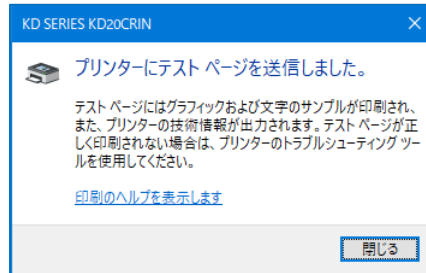 KD SERIES KD20CRIN
プリンターにテスト ページを送信しました。
テスト ページにはグラフィックおよび文字のサンプルが印刷され、
また、プリンターの技術情報が出力されます。テスト ページが正
しく印刷されない場合は、プリンターのトラブルシューティング ツー
ルを使用してください。
印刷のヘルプを表示します
閉じる